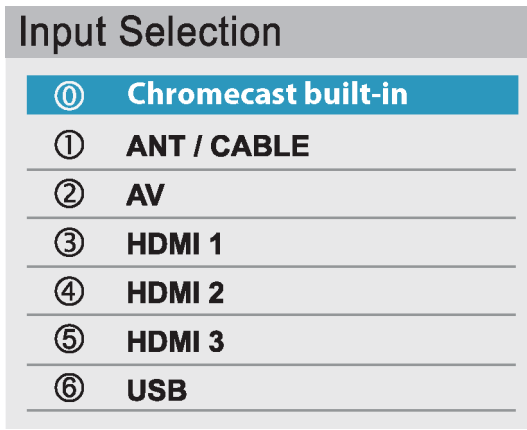 Input Selection
⓪ Chromecast built-in
① ANT / CABLE
② AV
③ HDMI 1
④ HDMI 2
⑤ HDMI 3
⑥ USB